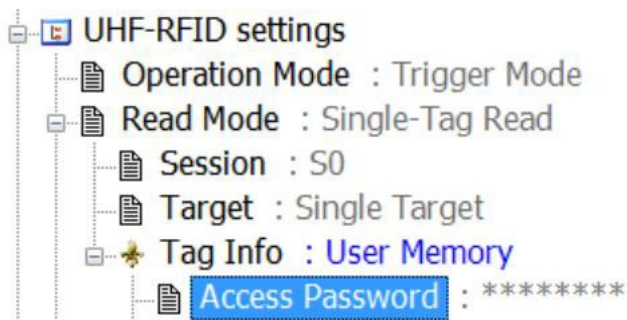 UHF-RFID settings
Operation Mode : Trigger Mode
Read Mode : Single-Tag Read
Session : S0
Target : Single Target
Tag Info : User Memory
Access Password : ********